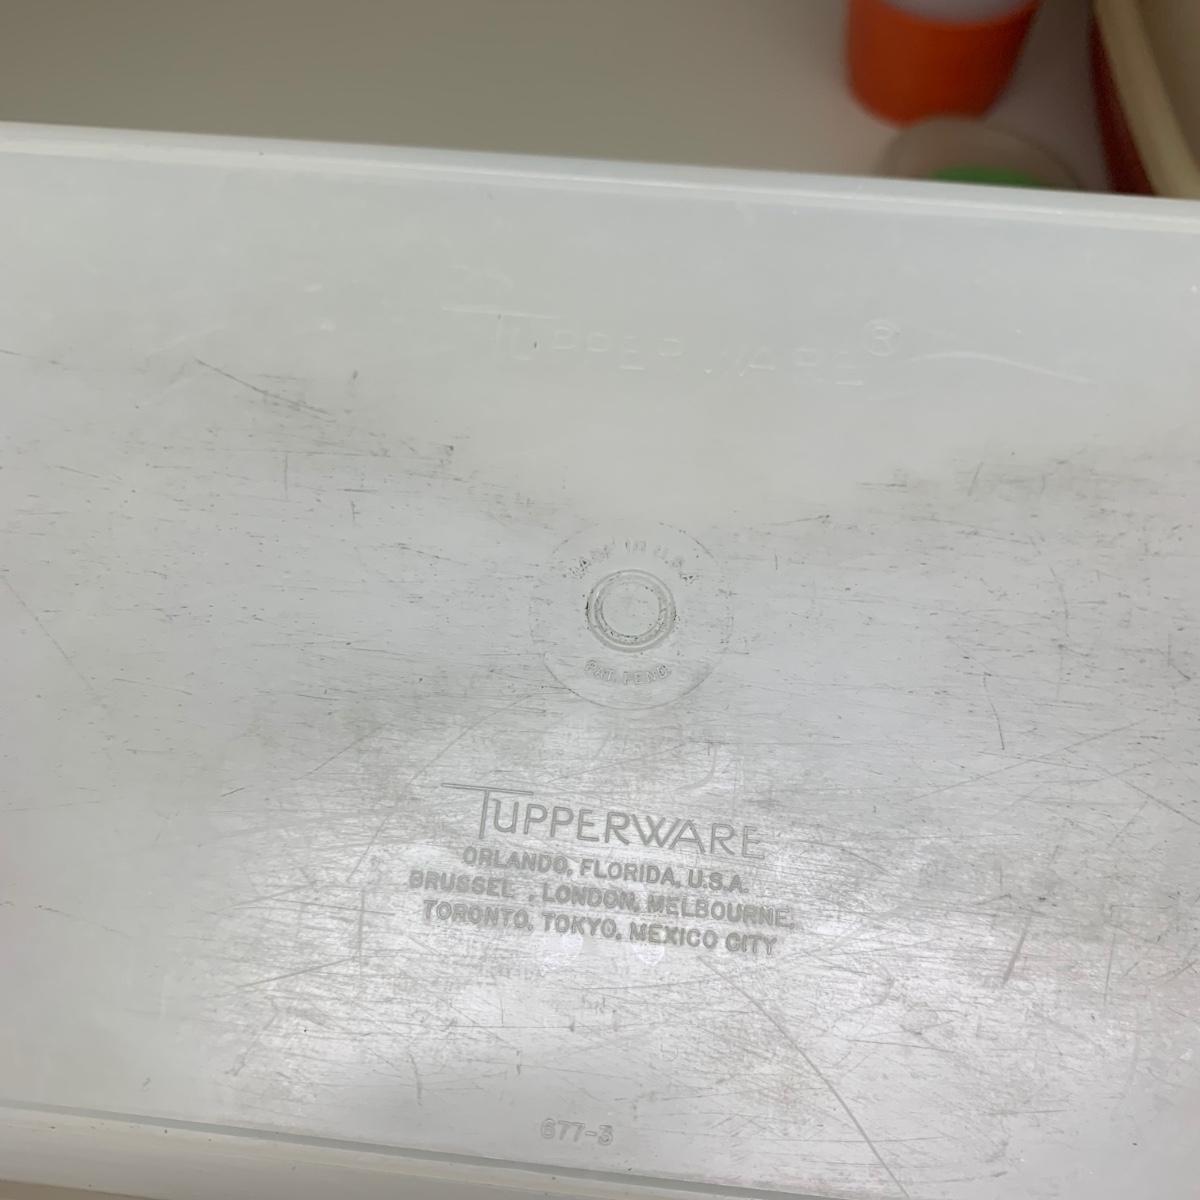 TUPPERWARE®
MADE IN U.S.A.
PAT. PEND.
TUPPERWARE
ORLANDO, FLORIDA, U.S.A.
BRUSSEL , LONDON, MELBOURNE,
TORONTO, TOKYO, MEXICO CITY
677-3